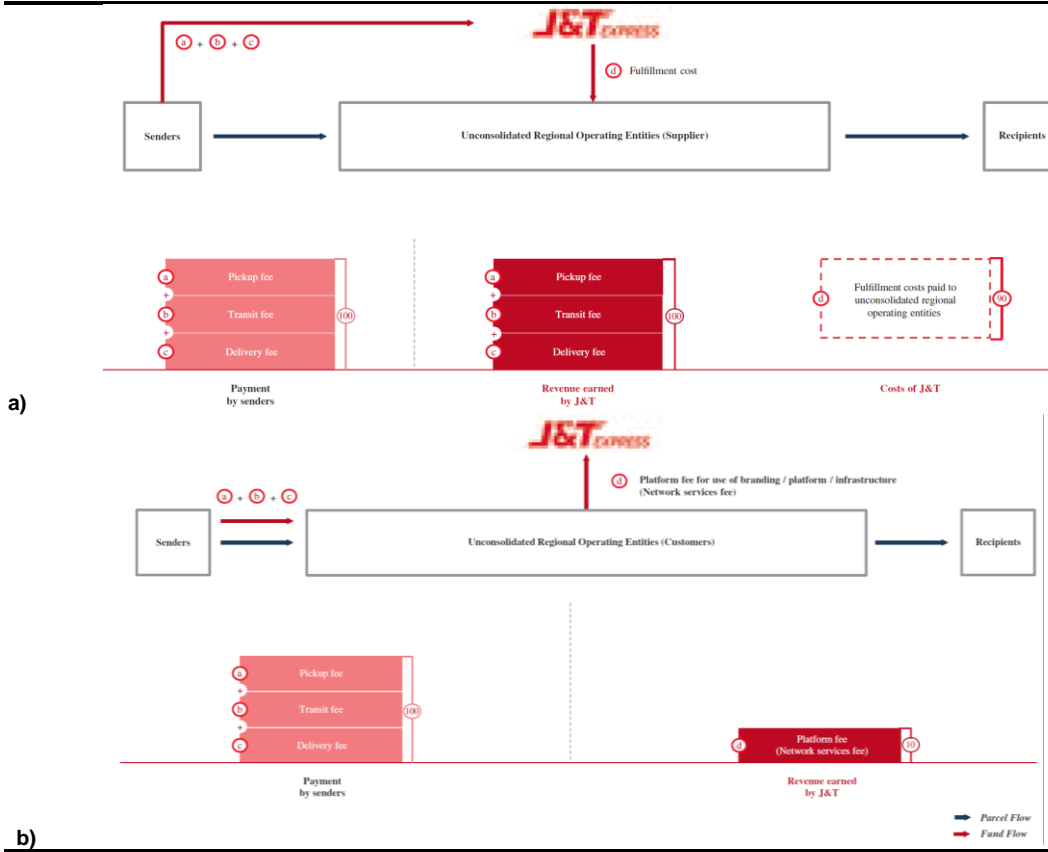 J&T EXPRESS
a + b + c
d Fulfillment cost
Senders
Unconsolidated Regional Operating Entities (Supplier)
Recipients
a Pickup fee
+
b Transit fee
+
c Delivery fee
100
Payment
by senders
a Pickup fee
+
b Transit fee
+
c Delivery fee
100
Revenue earned
by J&T
d
Fulfillment costs paid to
unconsolidated regional
operating entities
90
Costs of J&T
a)
J&T EXPRESS
d Platform fee for use of branding / platform / infrastructure
(Network services fee)
a + b + c
Senders
Unconsolidated Regional Operating Entities (Customers)
Recipients
a Pickup fee
+
b Transit fee
+
c Delivery fee
100
Payment
by senders
d
Platform fee
(Network services fee)
10
Revenue earned
by J&T
Parcel Flow
Fund Flow
b)